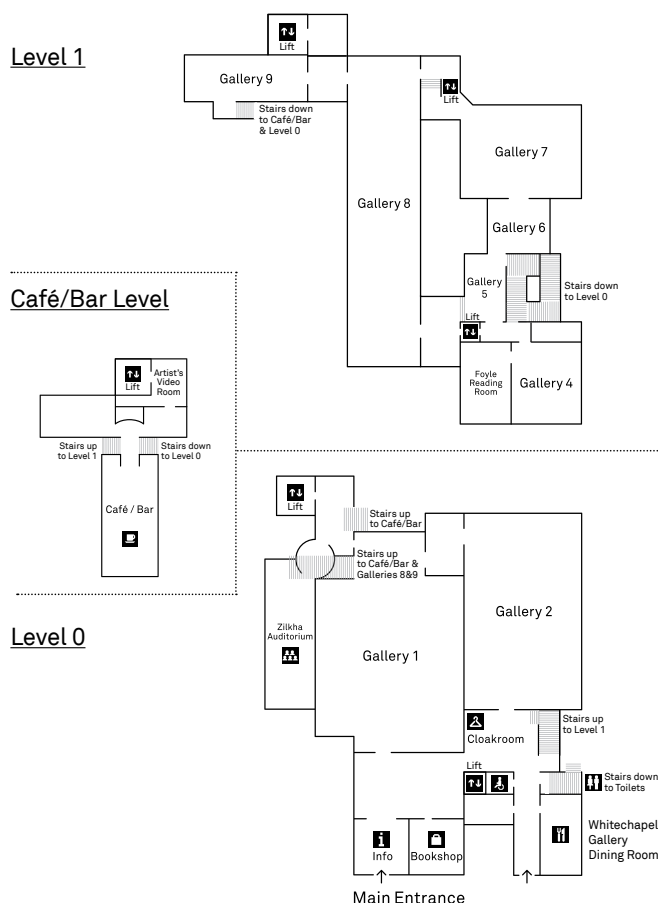 Level 1
Lift
Gallery 9
Stairs down
to Café/Bar
& Level 0
Lift
Gallery 7
Gallery 8
Gallery 6
Gallery
5
Stairs down
to Level 0
Lift
Foyle
Reading
Room
Gallery 4
Café/Bar Level
Lift
Artist's
Video
Room
Stairs up
to Level 1
Stairs down
to Level 0
Café / Bar
Level 0
Lift
Stairs up
to Café/Bar
Stairs up
to Café/Bar &
Galleries 8&9
Zilkha
Auditorium
Gallery 1
Gallery 2
Cloakroom
Stairs up
to Level 1
Lift
Stairs down
to Toilets
Info
Bookshop
Whitechapel
Gallery
Dining Room
Main Entrance